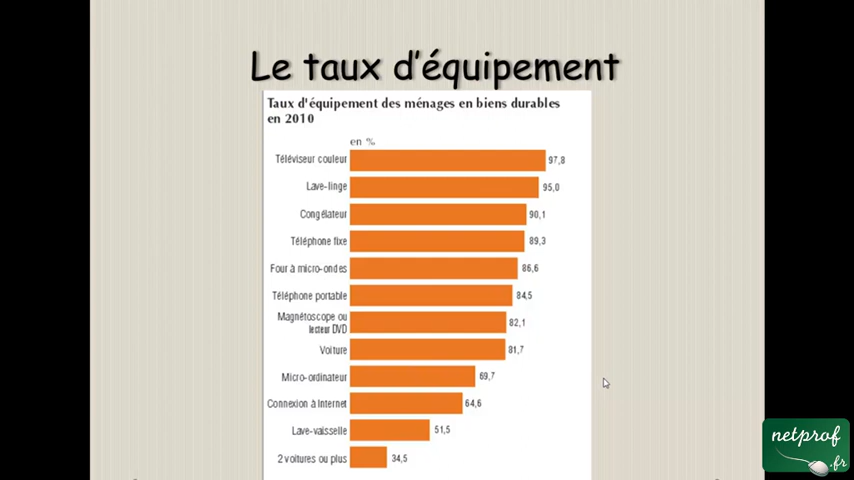 Le taux d'équipement
Taux d'équipement des ménages en biens durables
en 2010
en %
Téléviseur couleur 97,8
Lave-linge 95,0
Congélateur 90,1
Téléphone fixe 89,3
Four à micro-ondes 86,6
Téléphone portable 84,5
Magnétoscope ou
lecteur DVD 82,1
Voiture 81,7
Micro-ordinateur 69,7
Connexion à Internet 64,6
Lave-vaisselle 51,5
2 voitures ou plus 34,5
netprof
.fr